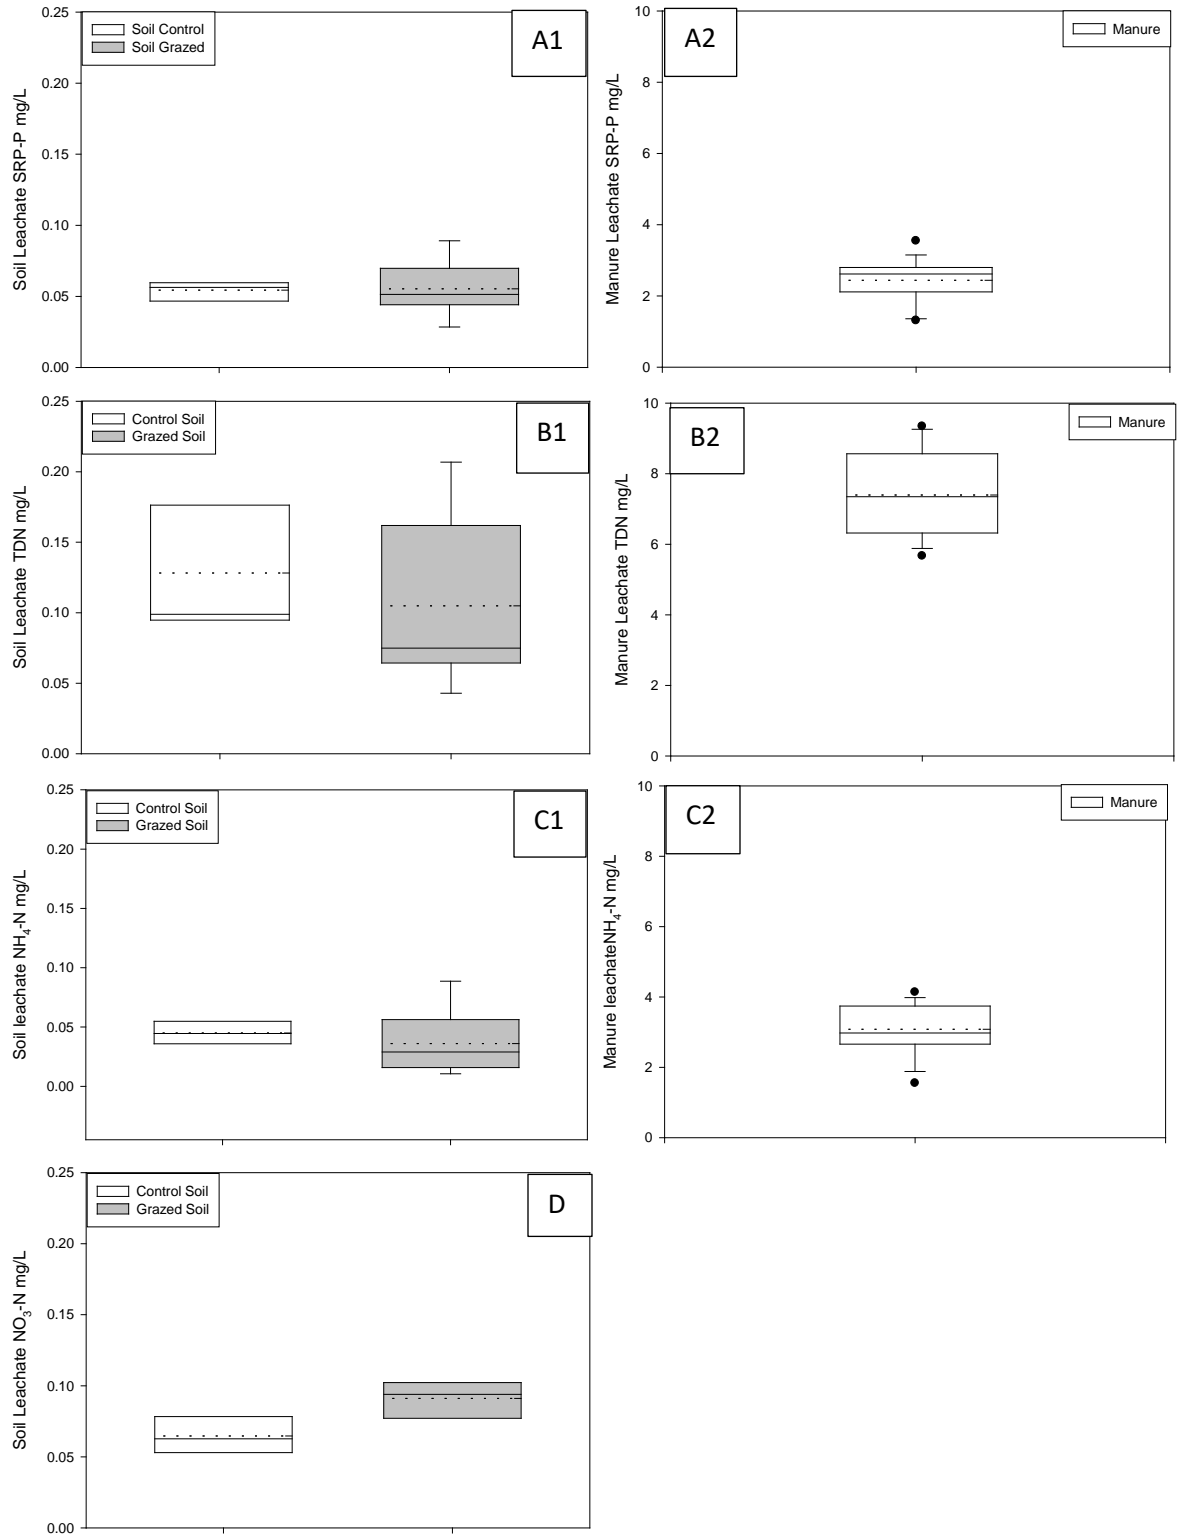 Soil Control
Soil Grazed
A1
Soil Leachate SRP-P mg/L
0.25
0.20
0.15
0.10
0.05
0.00
Manure
A2
Manure Leachate SRP-P mg/L
10
8
6
4
2
0
Control Soil
Grazed Soil
B1
Soil Leachate TDN mg/L
0.25
0.20
0.15
0.10
0.05
0.00
Manure
B2
Manure Leachate TDN mg/L
10
8
6
4
2
0
Control Soil
Grazed Soil
C1
Soil leachate NH₄-N mg/L
0.25
0.20
0.15
0.10
0.05
0.00
Manure
C2
Manure leachateNH₄-N mg/L
10
8
6
4
2
0
Control Soil
Grazed Soil
D
Soil Leachate NO₃-N mg/L
0.25
0.20
0.15
0.10
0.05
0.00